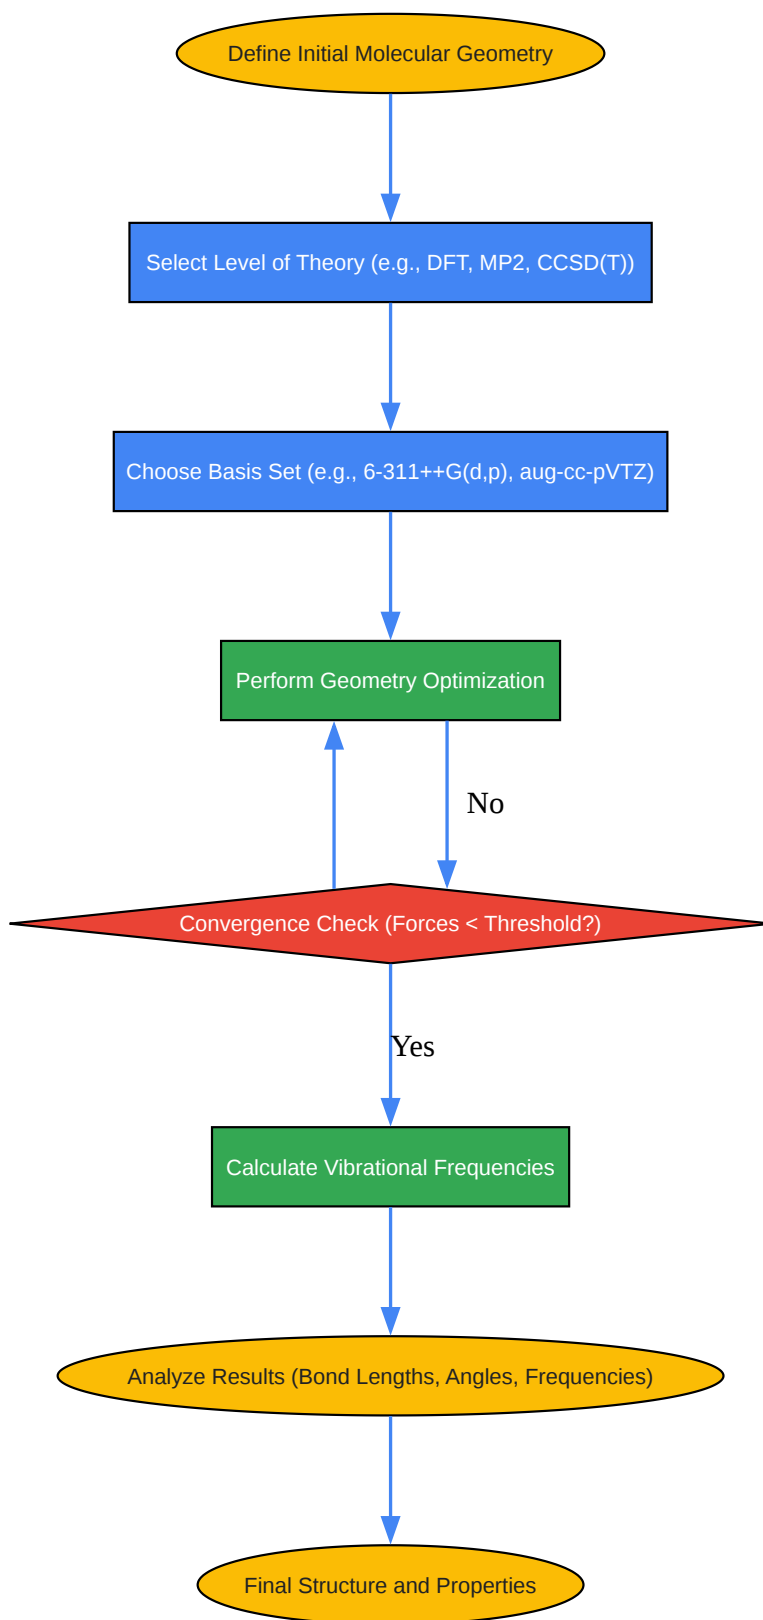 Define Initial Molecular Geometry
Select Level of Theory (e.g., DFT, MP2, CCSD(T))
Choose Basis Set (e.g., 6-311++G(d,p), aug-cc-pVTZ)
Perform Geometry Optimization
No
Convergence Check (Forces < Threshold?)
Yes
Calculate Vibrational Frequencies
Analyze Results (Bond Lengths, Angles, Frequencies)
Final Structure and Properties